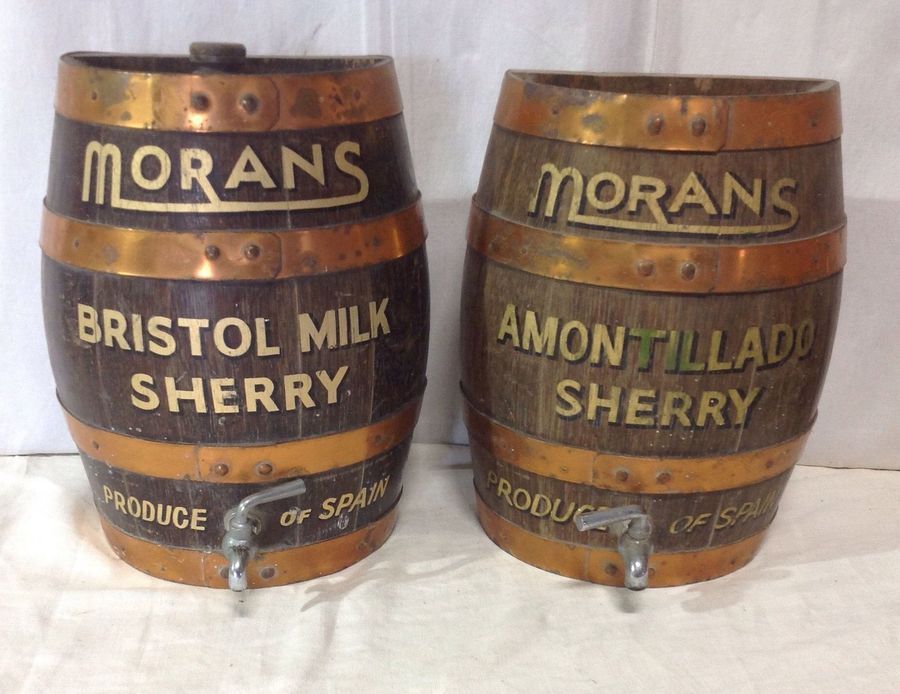 MORANS
BRISTOL MILK
SHERRY
PRODUCE OF SPAIN
MORANS
AMONTILLADO
SHERRY
PRODUCE OF SPAIN